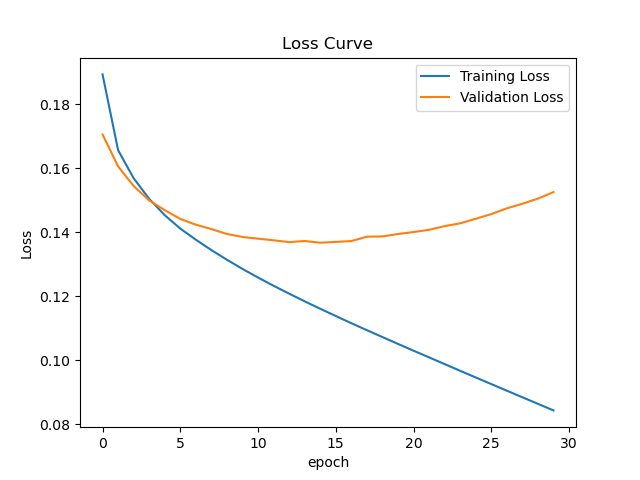 Loss Curve
Training Loss
Validation Loss
Loss
0.18
0.16
0.14
0.12
0.10
0.08
0 5 10 15 20 25 30
epoch